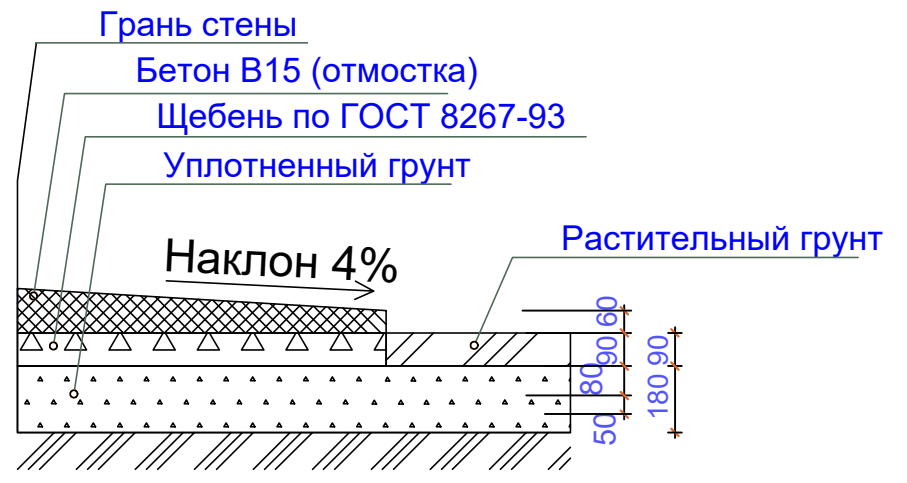 Грань стены
Бетон В15 (отмостка)
Щебень по ГОСТ 8267-93
Уплотненный грунт
Растительный грунт
Наклон 4%
60
90
90
80
180
50